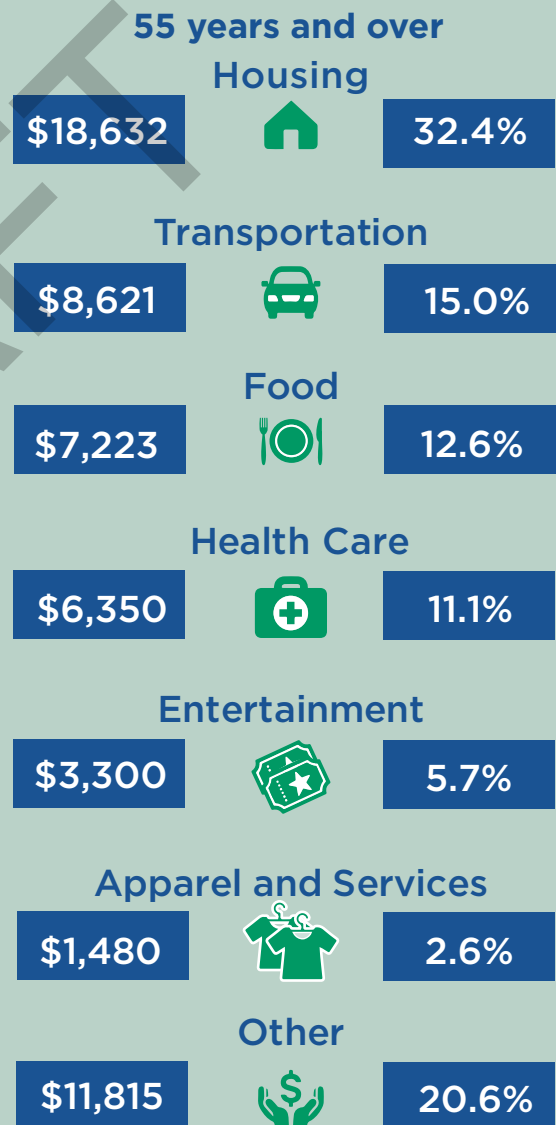 55 years and over
Housing
$18,632 32.4%
Transportation
$8,621 15.0%
Food
$7,223 12.6%
Health Care
$6,350 11.1%
Entertainment
$3,300 5.7%
Apparel and Services
$1,480 2.6%
Other
$11,815 20.6%